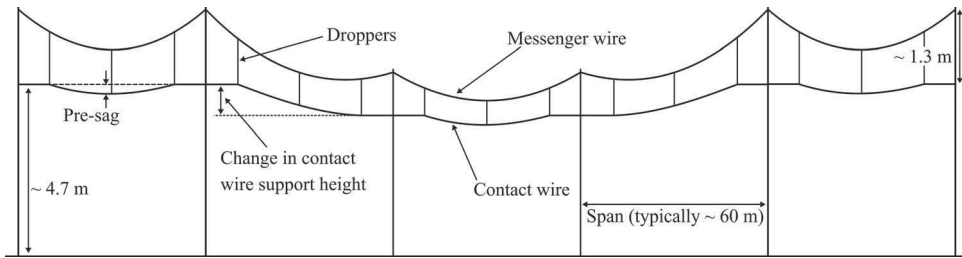 Droppers
Messenger wire
~ 1.3 m
Pre-sag
Change in contact
wire support height
Contact wire
~ 4.7 m
Span (typically ~ 60 m)